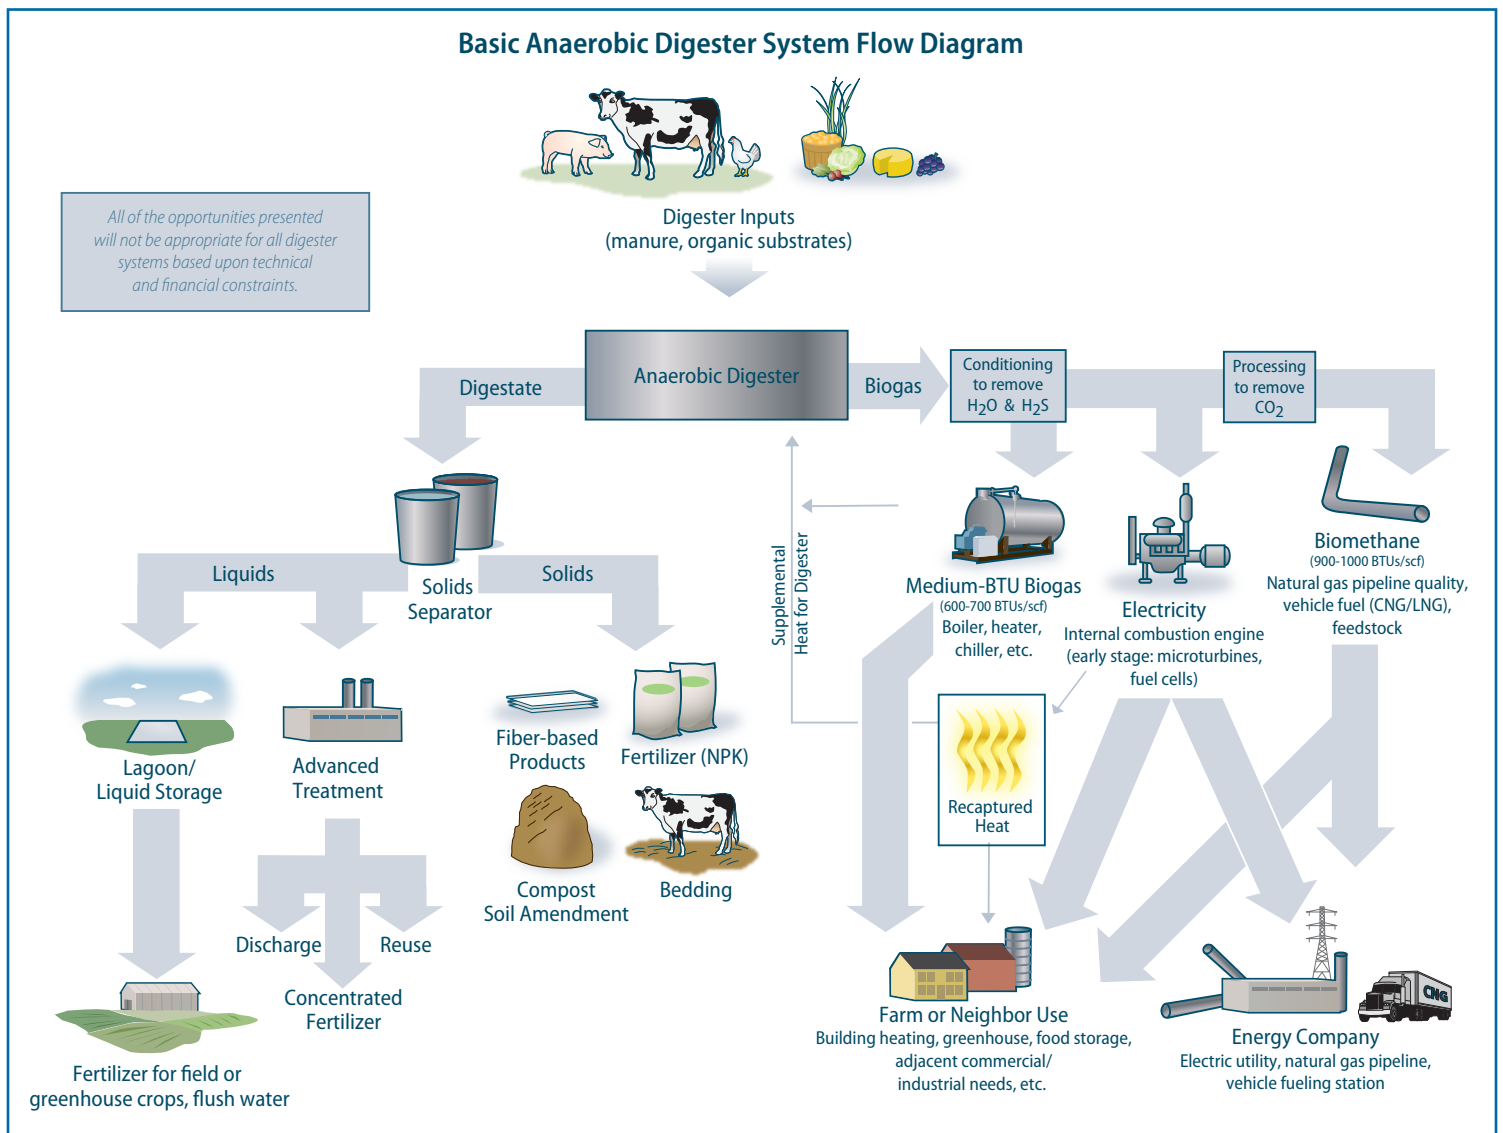 Basic Anaerobic Digester System Flow Diagram
Digester Inputs
(manure, organic substrates)
All of the opportunities presented
will not be appropriate for all digester
systems based upon technical
and financial constraints.
Anaerobic Digester
Digestate
Biogas
Conditioning
to remove
H2O & H2S
Processing
to remove
CO2
Liquids
Solids
Separator
Solids
Supplemental
Heat for Digester
Medium-BTU Biogas
(600-700 BTUs/scf)
Boiler, heater,
chiller, etc.
Electricity
Internal combustion engine
(early stage: microturbines,
fuel cells)
Biomethane
(900-1000 BTUs/scf)
Natural gas pipeline quality,
vehicle fuel (CNG/LNG),
feedstock
Lagoon/
Liquid Storage
Advanced
Treatment
Fiber-based
Products
Fertilizer (NPK)
Compost
Soil Amendment
Bedding
Recaptured
Heat
Discharge
Reuse
Concentrated
Fertilizer
Fertilizer for field or
greenhouse crops, flush water
Farm or Neighbor Use
Building heating, greenhouse, food storage,
adjacent commercial/
industrial needs, etc.
CNG
Energy Company
Electric utility, natural gas pipeline,
vehicle fueling station